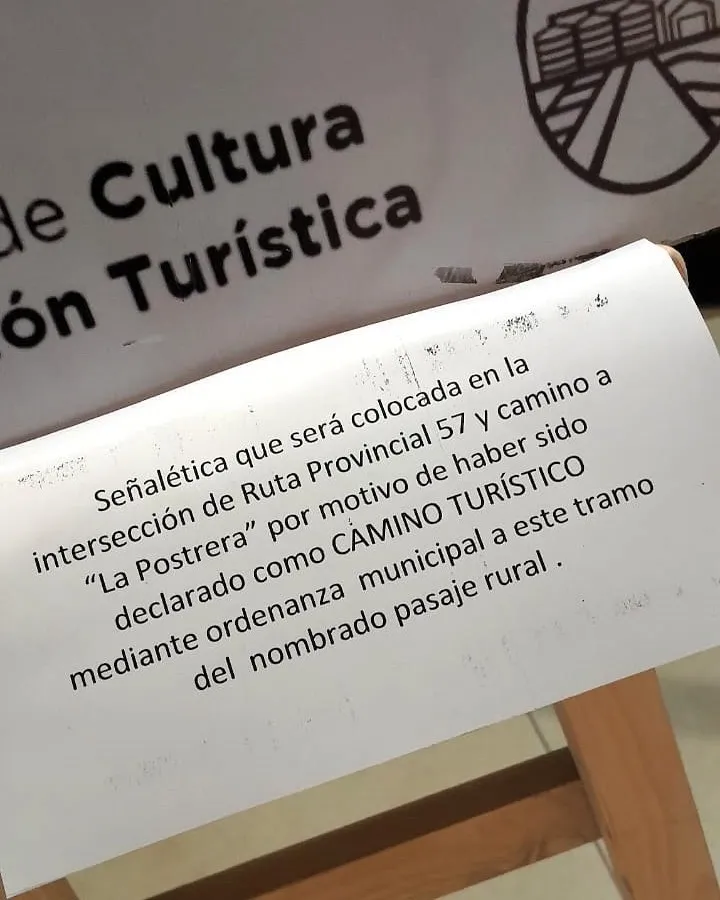 de Cultura
ón Turística
Señalética que será colocada en la
intersección de Ruta Provincial 57 y camino a
“La Postrera” por motivo de haber sido
declarado como CAMINO TURÍSTICO
mediante ordenanza municipal a este tramo
del nombrado pasaje rural .